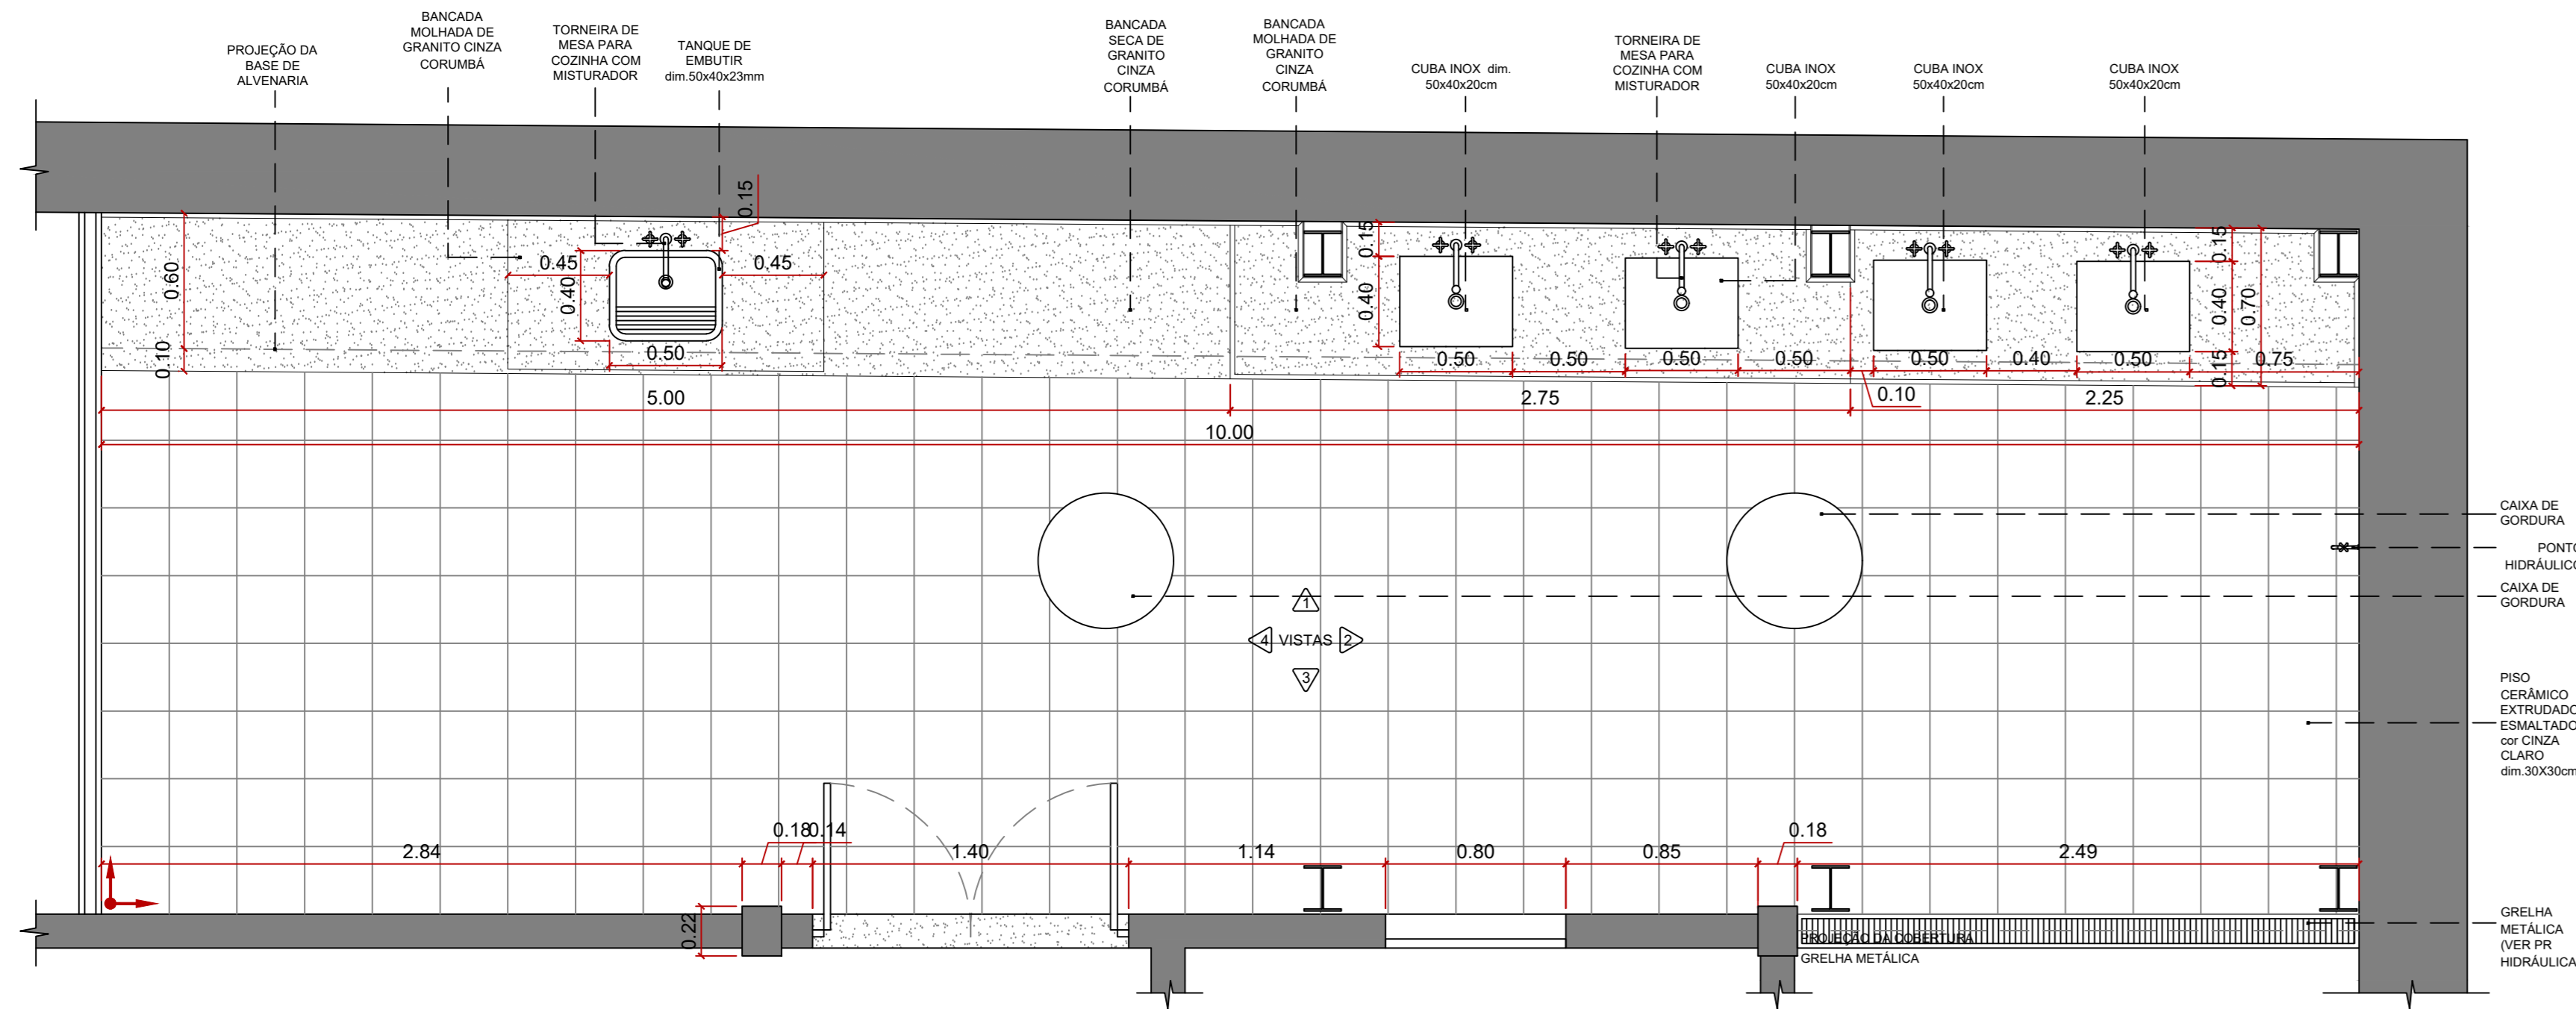 PROJEÇÃO DA
BASE DE
ALVENARIA
BANCADA
MOLHADA DE
GRANITO CINZA
CORUMBÁ
TORNEIRA DE
MESA PARA
COZINHA COM
MISTURADOR
TANQUE DE
EMBUTIR
dim.50x40x23mm
BANCADA
SECA DE
GRANITO
CINZA
CORUMBÁ
BANCADA
MOLHADA DE
GRANITO
CINZA
CORUMBÁ
CUBA INOX dim.
50x40x20cm
TORNEIRA DE
MESA PARA
COZINHA COM
MISTURADOR
CUBA INOX
50x40x20cm
CUBA INOX
50x40x20cm
CUBA INOX
50x40x20cm
0.60
0.10
0.45
0.40
0.50
0.15
0.45
0.15
0.40
0.50
0.50
0.50
0.50
0.10
0.50
0.40
0.50
0.15
0.40
0.15
0.70
0.75
5.00
2.75
2.25
10.00
CAIXA DE
GORDURA
PONTO
HIDRÁULICO
CAIXA DE
GORDURA
1
4 VISTAS 2
3
PISO
CERÂMICO
EXTRUDADO
ESMALTADO
cor CINZA
CLARO
dim.30X30cm
2.84
0.18
0.14
1.40
1.14
0.80
0.85
0.18
2.49
0.22
PROJEÇÃO DA COBERTURA
GRELHA METÁLICA
GRELHA
METÁLICA
(VER PR
HIDRÁULICA